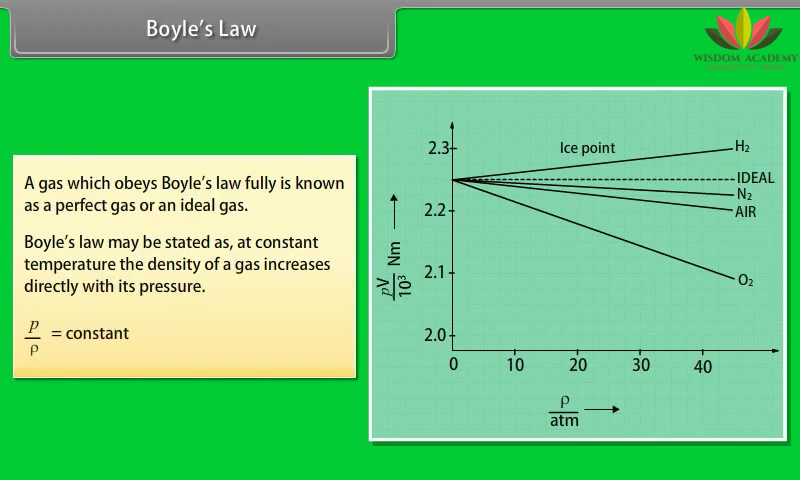 Boyle's Law
WISDOM ACADEMY
A gas which obeys Boyle's law fully is known
as a perfect gas or an ideal gas.
Boyle's law may be stated as, at constant
temperature the density of a gas increases
directly with its pressure.
p
ρ
= constant
2.3
2.2
2.1
2.0
pV
10³
Nm
Ice point
H₂
IDEAL
N₂
AIR
O₂
0 10 20 30 40
ρ
atm